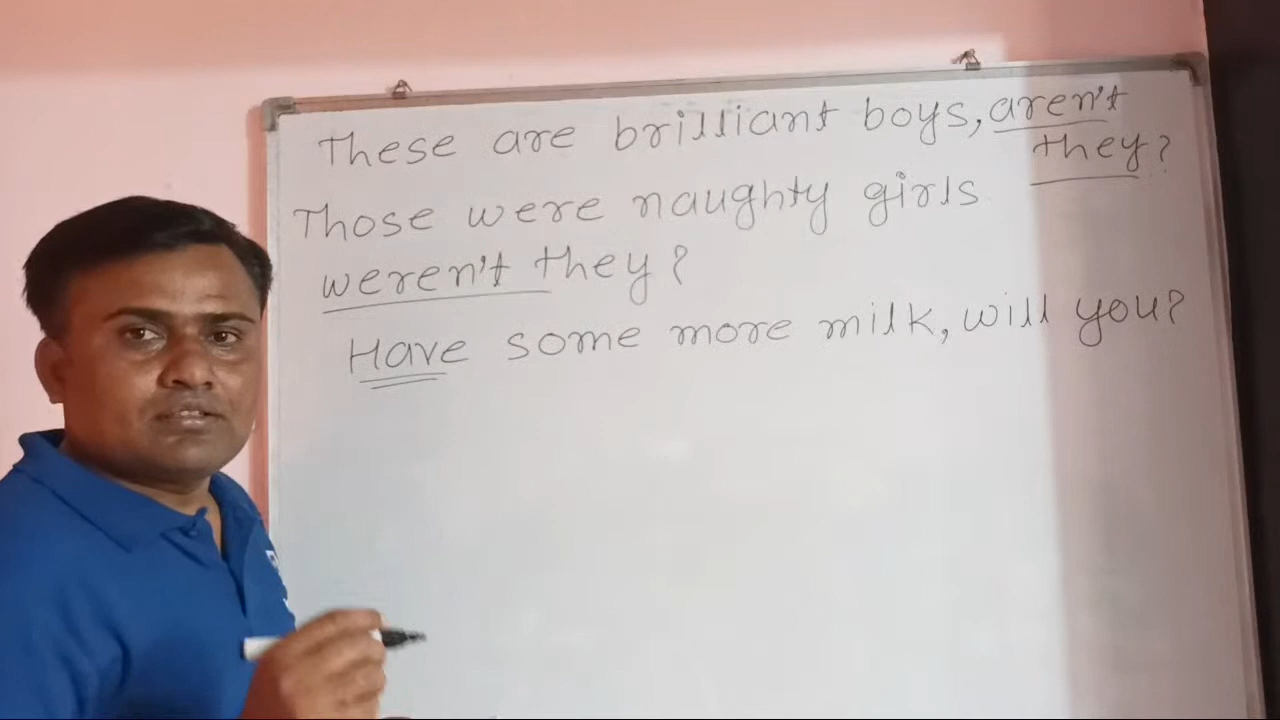 These are brilliant boys, aren't
they?
Those were naughty girls
weren't they?
Have some more milk, will you?